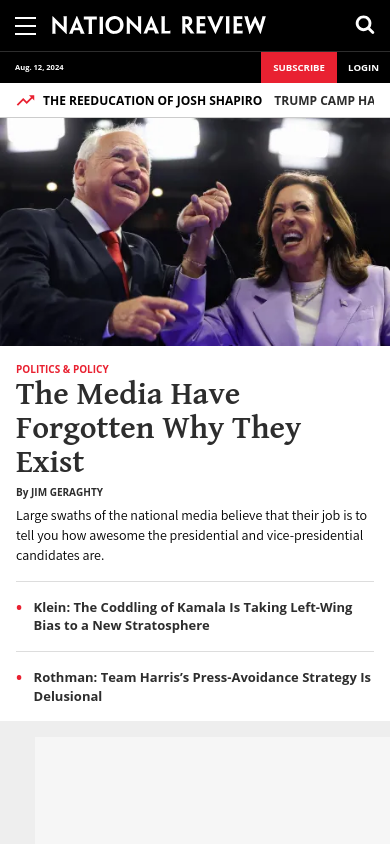 NATIONAL REVIEW
Aug. 12, 2024
SUBSCRIBE
LOGIN
THE REEDUCATION OF JOSH SHAPIRO
TRUMP CAMP HA
POLITICS & POLICY
The Media Have
Forgotten Why They
Exist
By JIM GERAGHTY
Large swaths of the national media believe that their job is to
tell you how awesome the presidential and vice-presidential
candidates are.
• Klein: The Coddling of Kamala Is Taking Left-Wing
Bias to a New Stratosphere
• Rothman: Team Harris’s Press-Avoidance Strategy Is
Delusional